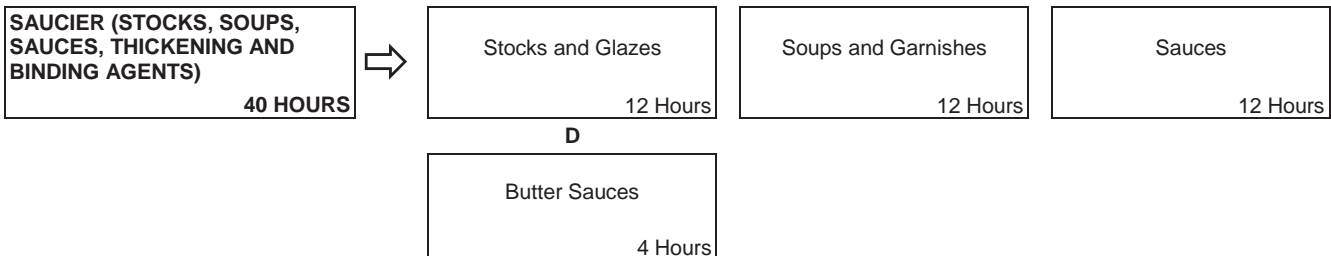 SAUCIER (STOCKS, SOUPS,
SAUCES, THICKENING AND
BINDING AGENTS)
40 HOURS
Stocks and Glazes
12 Hours
Soups and Garnishes
12 Hours
Sauces
12 Hours
D
Butter Sauces
4 Hours